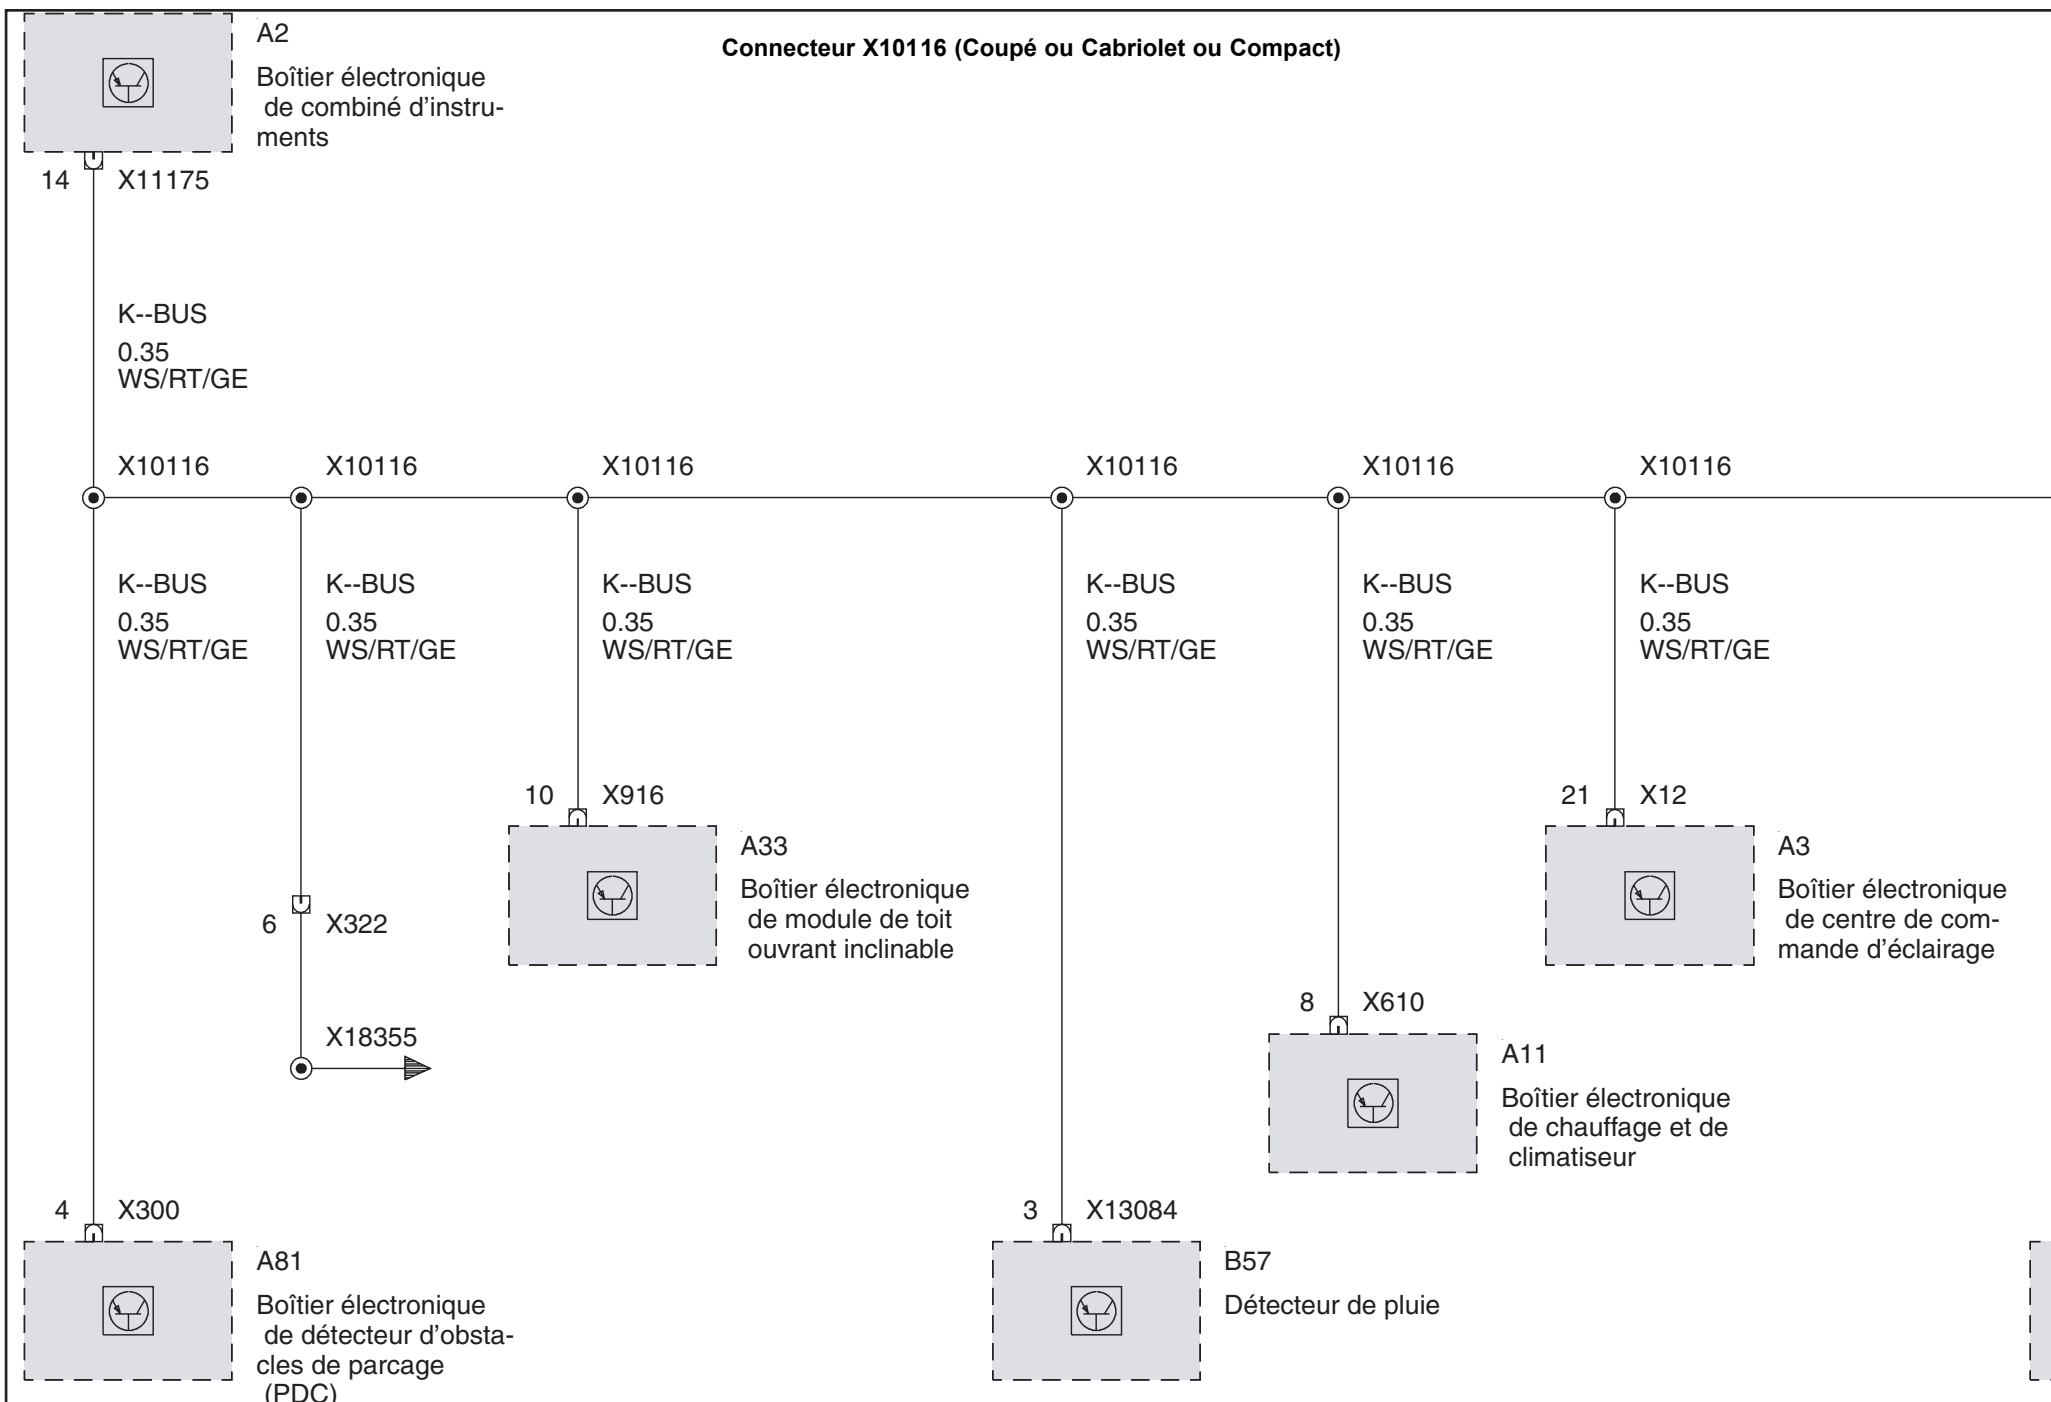 A2
Connecteur X10116 (Coupé ou Cabriolet ou Compact)
Boîtier électronique
de combiné d'instru-
ments
14 X11175
K--BUS
0.35
WS/RT/GE
X10116 X10116 X10116 X10116 X10116 X10116
K--BUS K--BUS K--BUS K--BUS K--BUS K--BUS
0.35 0.35 0.35 0.35 0.35 0.35
WS/RT/GE WS/RT/GE WS/RT/GE WS/RT/GE WS/RT/GE WS/RT/GE
10 X916
21 X12
A33
Boîtier électronique
de module de toit
ouvrant inclinable
A3
Boîtier électronique
de centre de com-
mande d'éclairage
6 X322
8 X610
X18355
A11
Boîtier électronique
de chauffage et de
climatiseur
4 X300
3 X13084
A81
Boîtier électronique
de détecteur d'obsta-
cles de parcage
(PDC)
B57
Détecteur de pluie